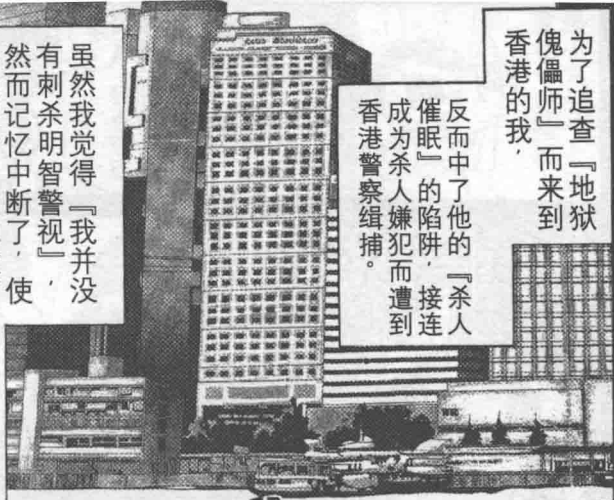 为了追查『地狱
傀儡师』而来到
香港的我，
反而中了他的『杀人
催眠』的陷阱，接连
成为杀人嫌犯而遭到
香港警察缉捕。
虽然我觉得『我并没
有刺杀明智警视』，
然而记忆中断了，使